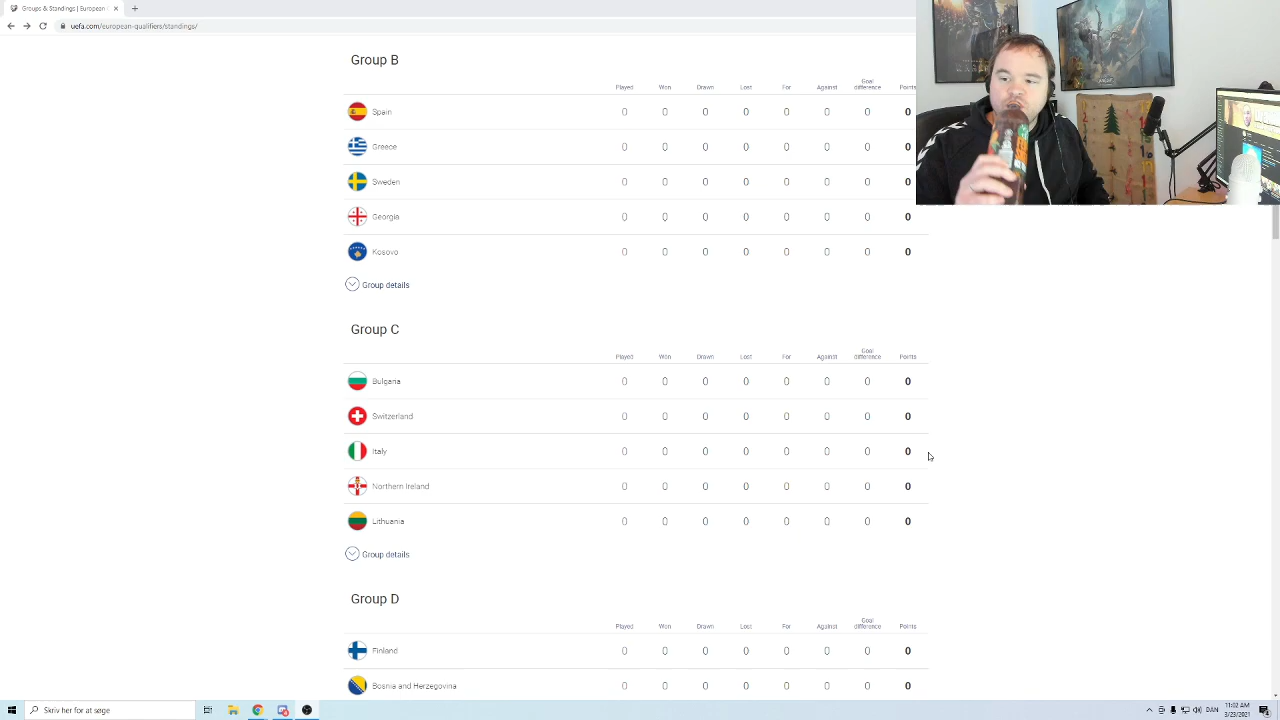 Groups & Standings | European
uefa.com/european-qualifiers/standings/
Group B
Played Won Drawn Lost For Against Goal difference Points
Spain 0 0 0 0 0 0 0 0
Greece 0 0 0 0 0 0 0 0
Sweden 0 0 0 0 0 0 0 0
Georgia 0 0 0 0 0 0 0 0
Kosovo 0 0 0 0 0 0 0 0
Group details
Group C
Played Won Drawn Lost For Against Goal difference Points
Bulgaria 0 0 0 0 0 0 0 0
Switzerland 0 0 0 0 0 0 0 0
Italy 0 0 0 0 0 0 0 0
Northern Ireland 0 0 0 0 0 0 0 0
Lithuania 0 0 0 0 0 0 0 0
Group details
Group D
Played Won Drawn Lost For Against Goal difference Points
Finland 0 0 0 0 0 0 0 0
Bosnia and Herzegovina 0 0 0 0 0 0 0 0
Skriv her for at søge
DAN
11:02 AM
3/23/2021